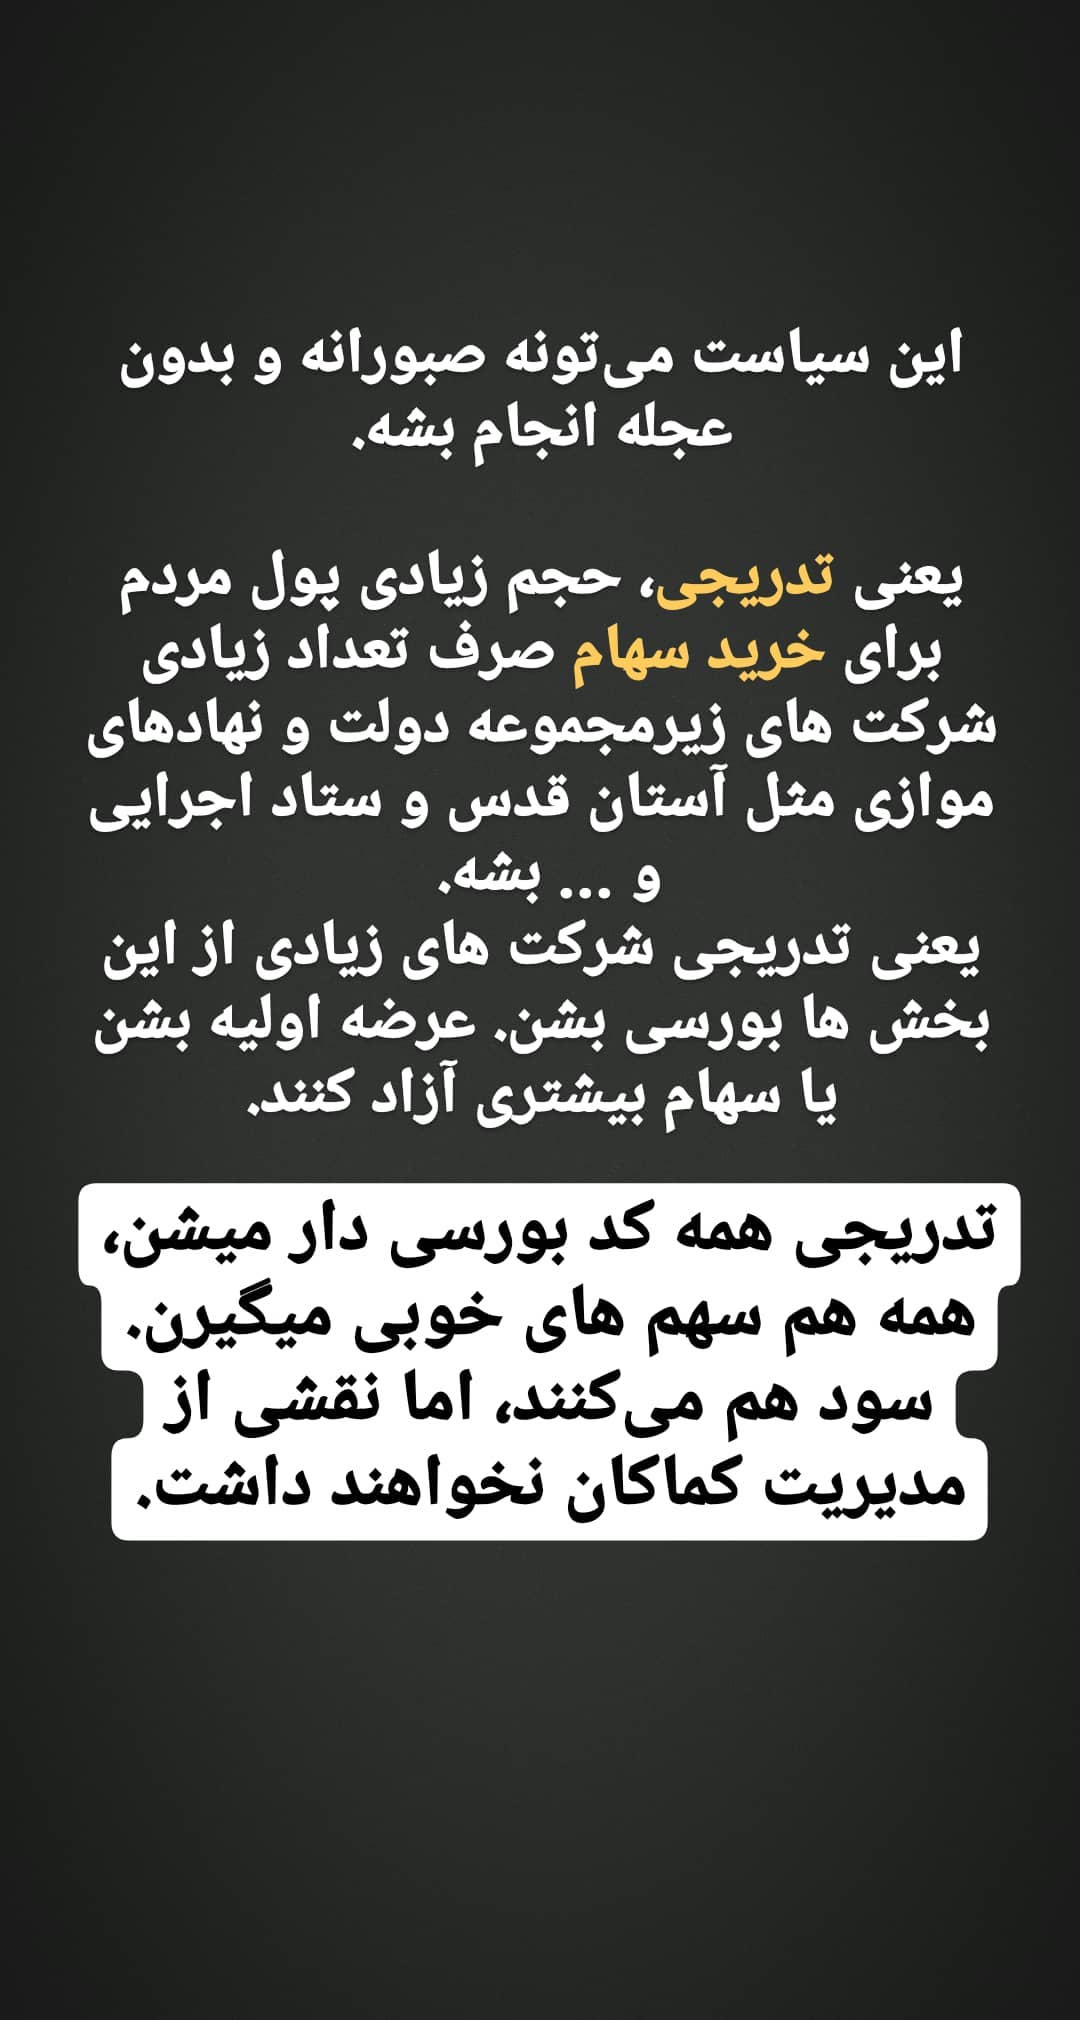 این سیاست می‌تونه صبورانه و بدون
عجله انجام بشه.
یعنی تدریجی، حجم زیادی پول مردم
برای خرید سهام صرف تعداد زیادی
شرکت های زیرمجموعه دولت و نهادهای
موازی مثل آستان قدس و ستاد اجرایی
و ... بشه.
یعنی تدریجی شرکت های زیادی از این
بخش ها بورسی بشن. عرضه اولیه بشن
یا سهام بیشتری آزاد کنند.
تدریجی همه کد بورسی دار میشن،
همه هم سهم های خوبی میگیرن.
سود هم می‌کنند، اما نقشی از
مدیریت کماکان نخواهند داشت.